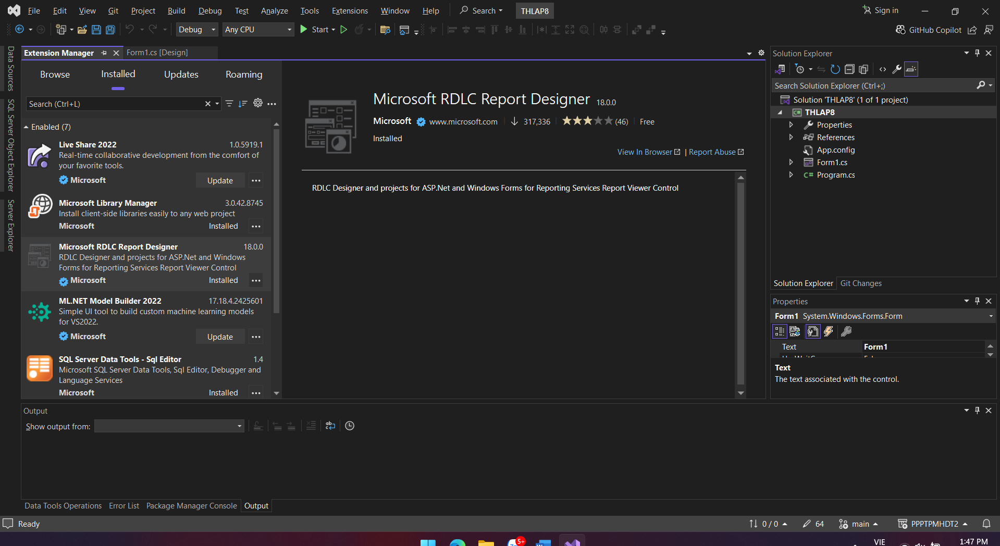 File Edit View Git Project Build Debug Test Analyze Tools Extensions Window Help Search THLAP8 Sign in
Debug Any CPU Start GitHub Copilot
Data Sources
SQL Server Object Explorer
Server Explorer
Extension Manager Form1.cs [Design]
Browse Installed Updates Roaming
Search (Ctrl+L)
Enabled (7)
Live Share 2022 1.0.5919.1
Real-time collaborative development from the comfort of
your favorite tools.
Microsoft Update
Microsoft Library Manager 3.0.42.8745
Install client-side libraries easily to any web project
Microsoft Installed
Microsoft RDLC Report Designer 18.0.0
RDLC Designer and projects for ASP.Net and Windows
Forms for Reporting Services Report Viewer Control
Microsoft Installed
ML.NET Model Builder 2022 17.18.4.2425601
Simple UI tool to build custom machine learning models
for VS2022.
Microsoft Update
SQL Server Data Tools - Sql Editor 1.4
Microsoft SQL Server Data Tools, Sql Editor, Debugger and
Language Services
Microsoft Installed
Microsoft RDLC Report Designer 18.0.0
Microsoft www.microsoft.com 317,336 (46) Free
Installed
View In Browser | Report Abuse
RDLC Designer and projects for ASP.Net and Windows Forms for Reporting Services Report Viewer Control
Solution Explorer
Search Solution Explorer (Ctrl+;)
Solution 'THLAP8' (1 of 1 project)
C# THLAP8
Properties
References
App.config
Form1.cs
C# Program.cs
Solution Explorer Git Changes
Properties
Form1 System.Windows.Forms.Form
Text Form1
Text
The text associated with the control.
Output
Show output from:
Data Tools Operations Error List Package Manager Console Output
Ready 0 / 0 64 main PPPTPMHDT2
5+ VIE 1:47 PM